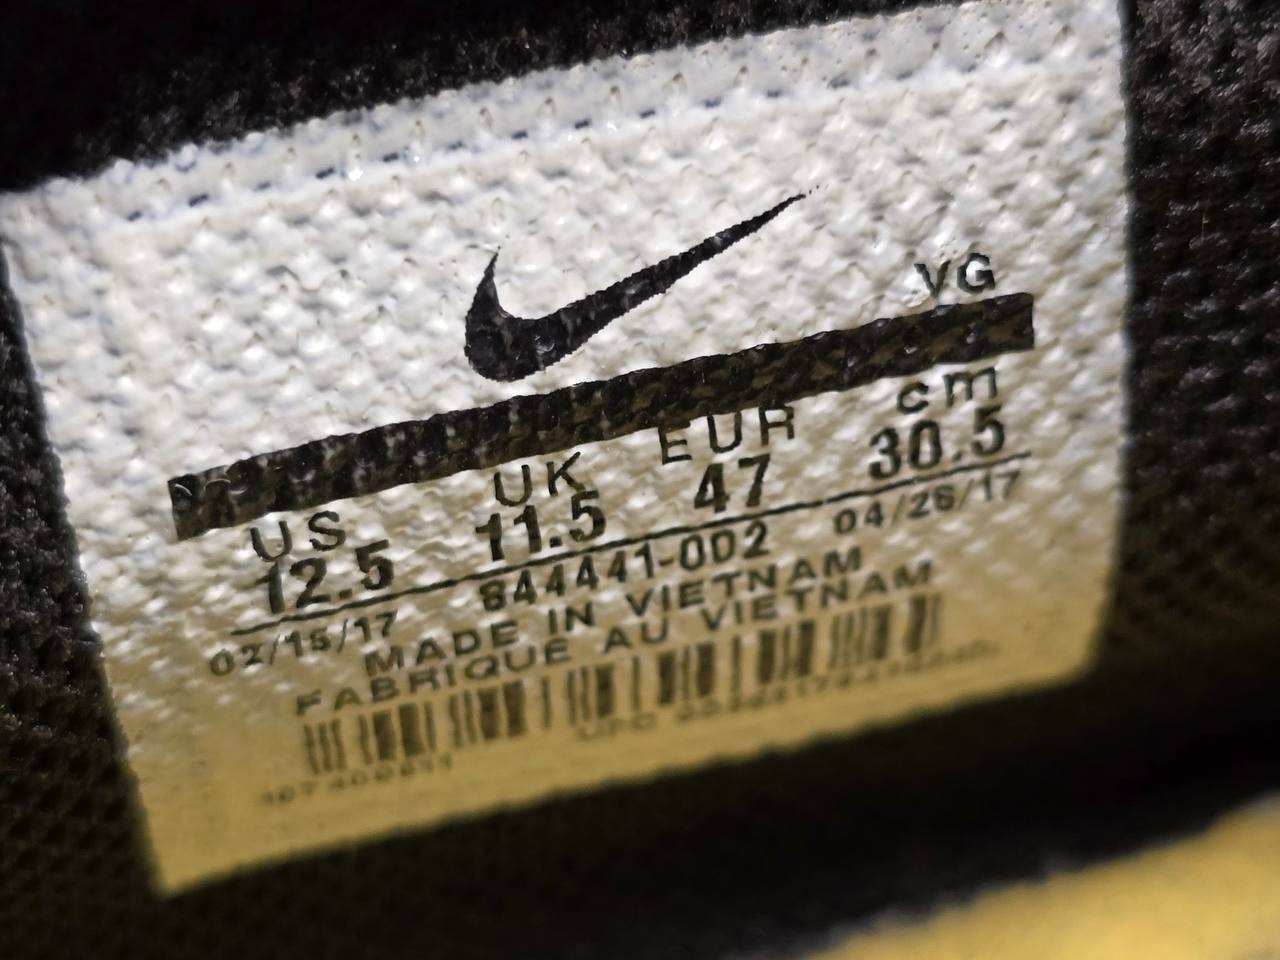 VG
US UK EUR cm
12.5 11.5 47 30.5
02/15/17 844441-002 04/26/17
MADE IN VIETNAM
FABRIQUE AU VIETNAM
UPC